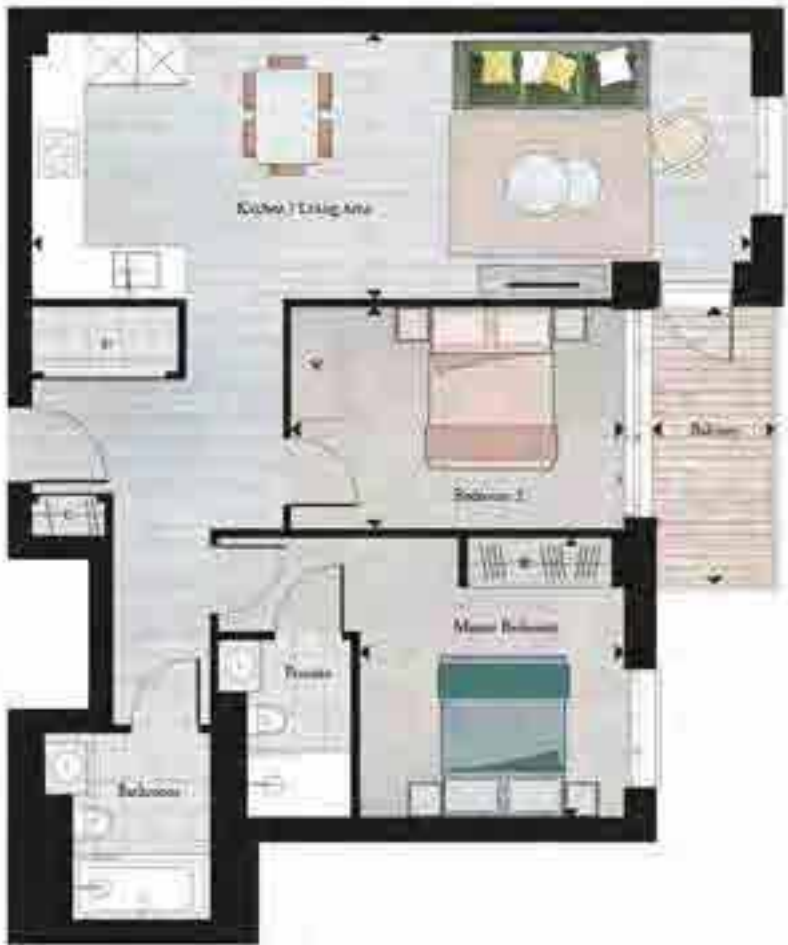 Kitchen / Living Area
Bedroom 2
Balcony
Master Bedroom
Ensuite
Bathroom